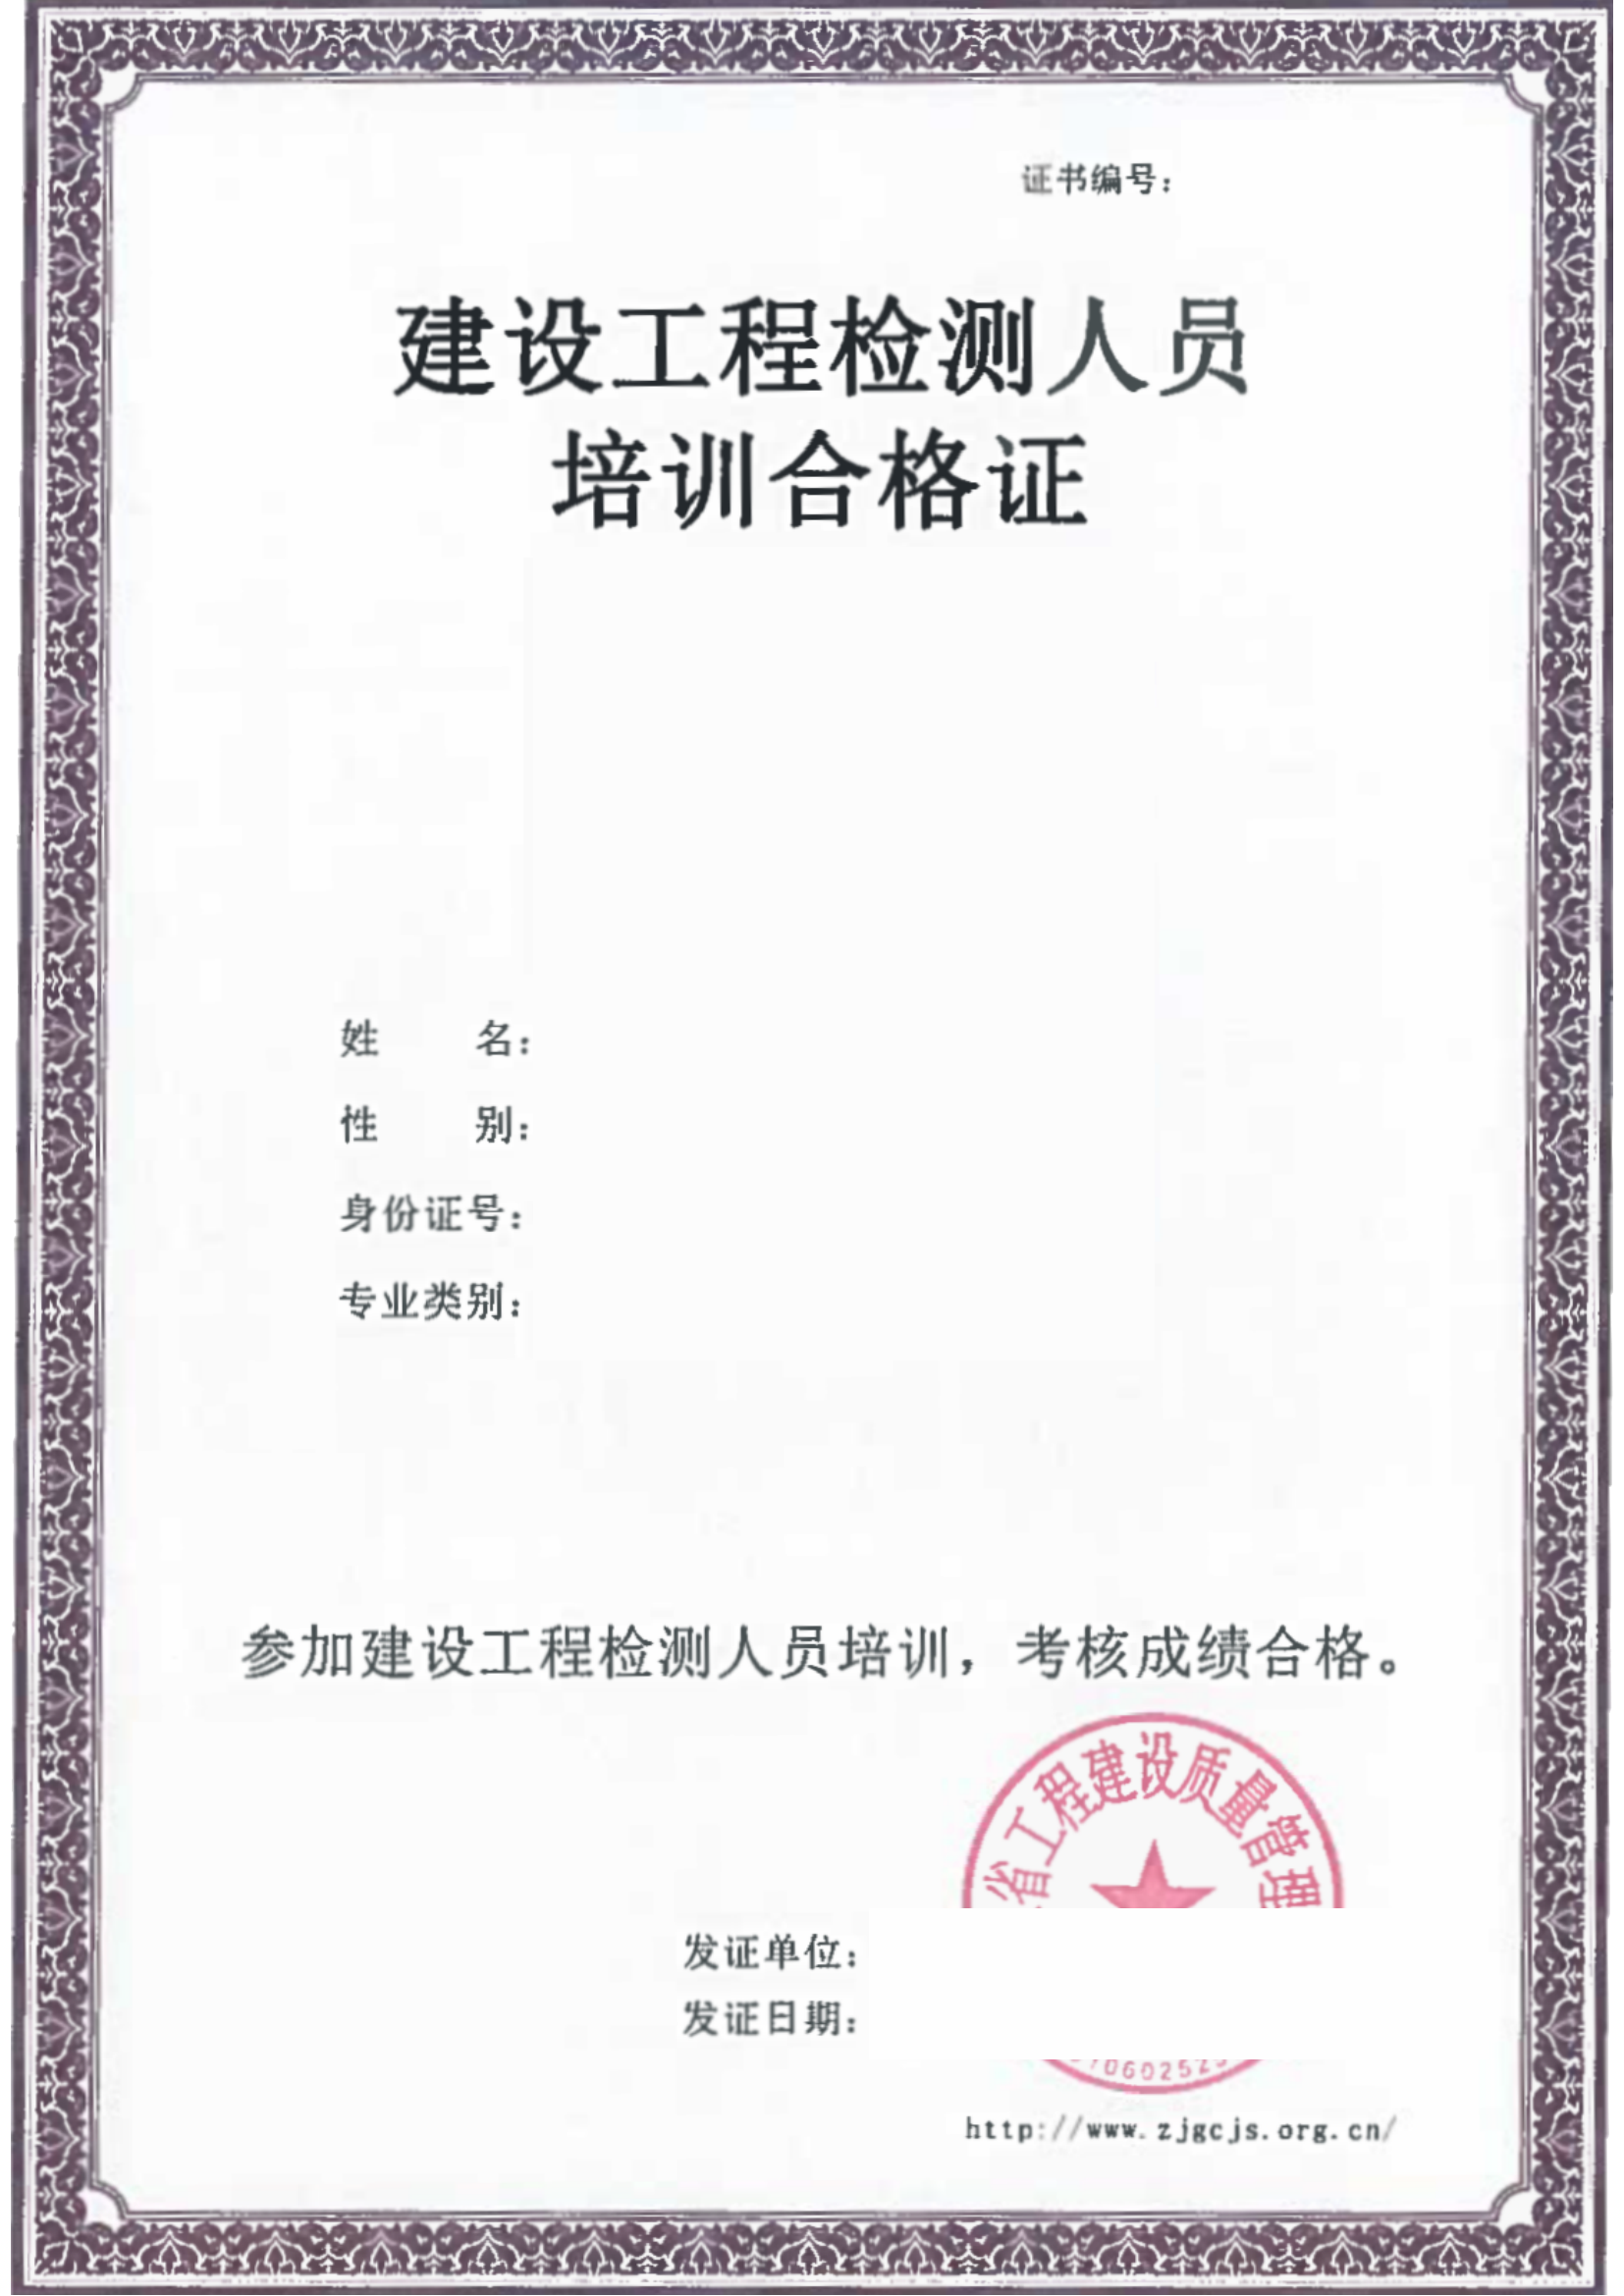 证书编号：
建设工程检测人员
培训合格证
姓 名：
性 别：
身份证号：
专业类别：
参加建设工程检测人员培训，考核成绩合格。
省工程建设质量管理
发证单位：
发证日期：
0602525
http://www.zjgcjs.org.cn/